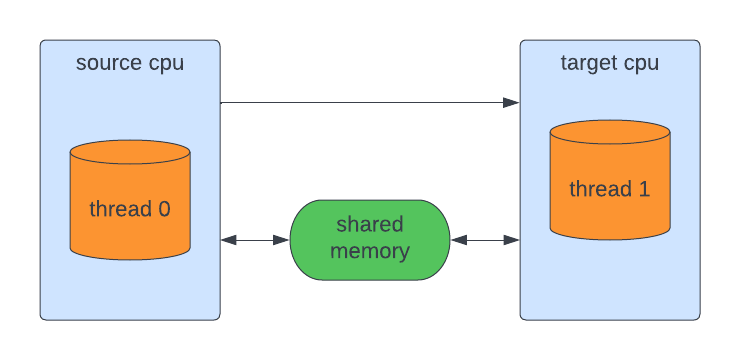 source cpu
target cpu
thread 0
thread 1
shared
memory